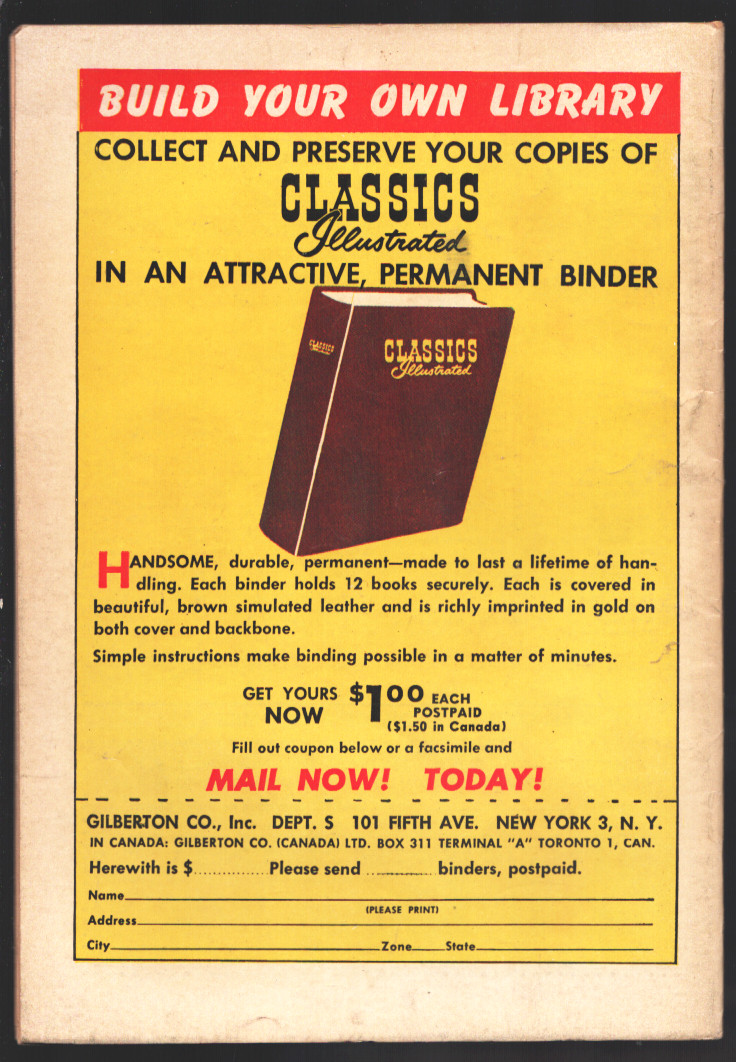 BUILD YOUR OWN LIBRARY
COLLECT AND PRESERVE YOUR COPIES OF
CLASSICS
Illustrated
IN AN ATTRACTIVE, PERMANENT BINDER
CLASSICS
Illustrated
CLASSICS
Illustrated
HANDSOME, durable, permanent—made to last a lifetime of han-
dling. Each binder holds 12 books securely. Each is covered in
beautiful, brown simulated leather and is richly imprinted in gold on
both cover and backbone.
Simple instructions make binding possible in a matter of minutes.
GET YOURS NOW $1.00 EACH POSTPAID
($1.50 in Canada)
Fill out coupon below or a facsimile and
MAIL NOW! TODAY!
GILBERTON CO., Inc. DEPT. S 101 FIFTH AVE. NEW YORK 3, N. Y.
IN CANADA: GILBERTON CO. (CANADA) LTD. BOX 311 TERMINAL "A" TORONTO 1, CAN.
Herewith is $............... Please send ............... binders, postpaid.
Name
(PLEASE PRINT)
Address
City Zone State